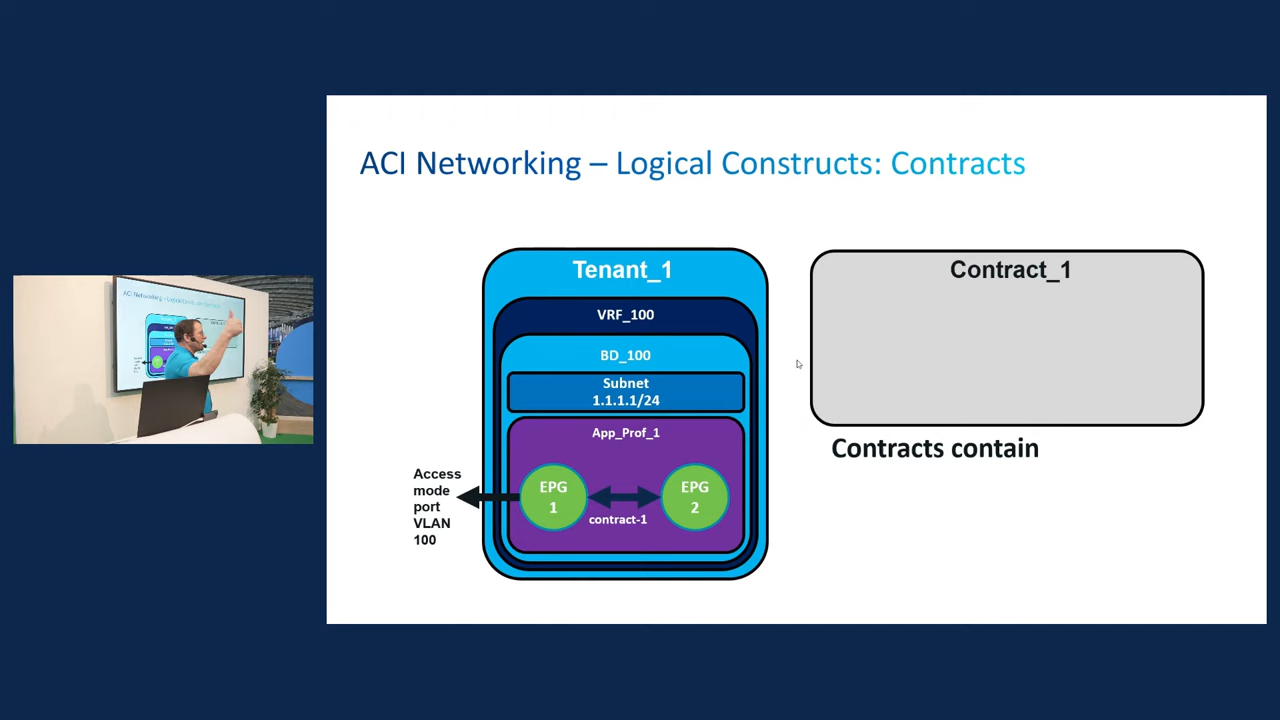 ACI Networking – Logical Constructs: Contracts
Tenant_1
VRF_100
BD_100
Subnet
1.1.1.1/24
App_Prof_1
EPG
1
EPG
2
contract-1
Access
mode
port
VLAN
100
Contract_1
Contracts contain